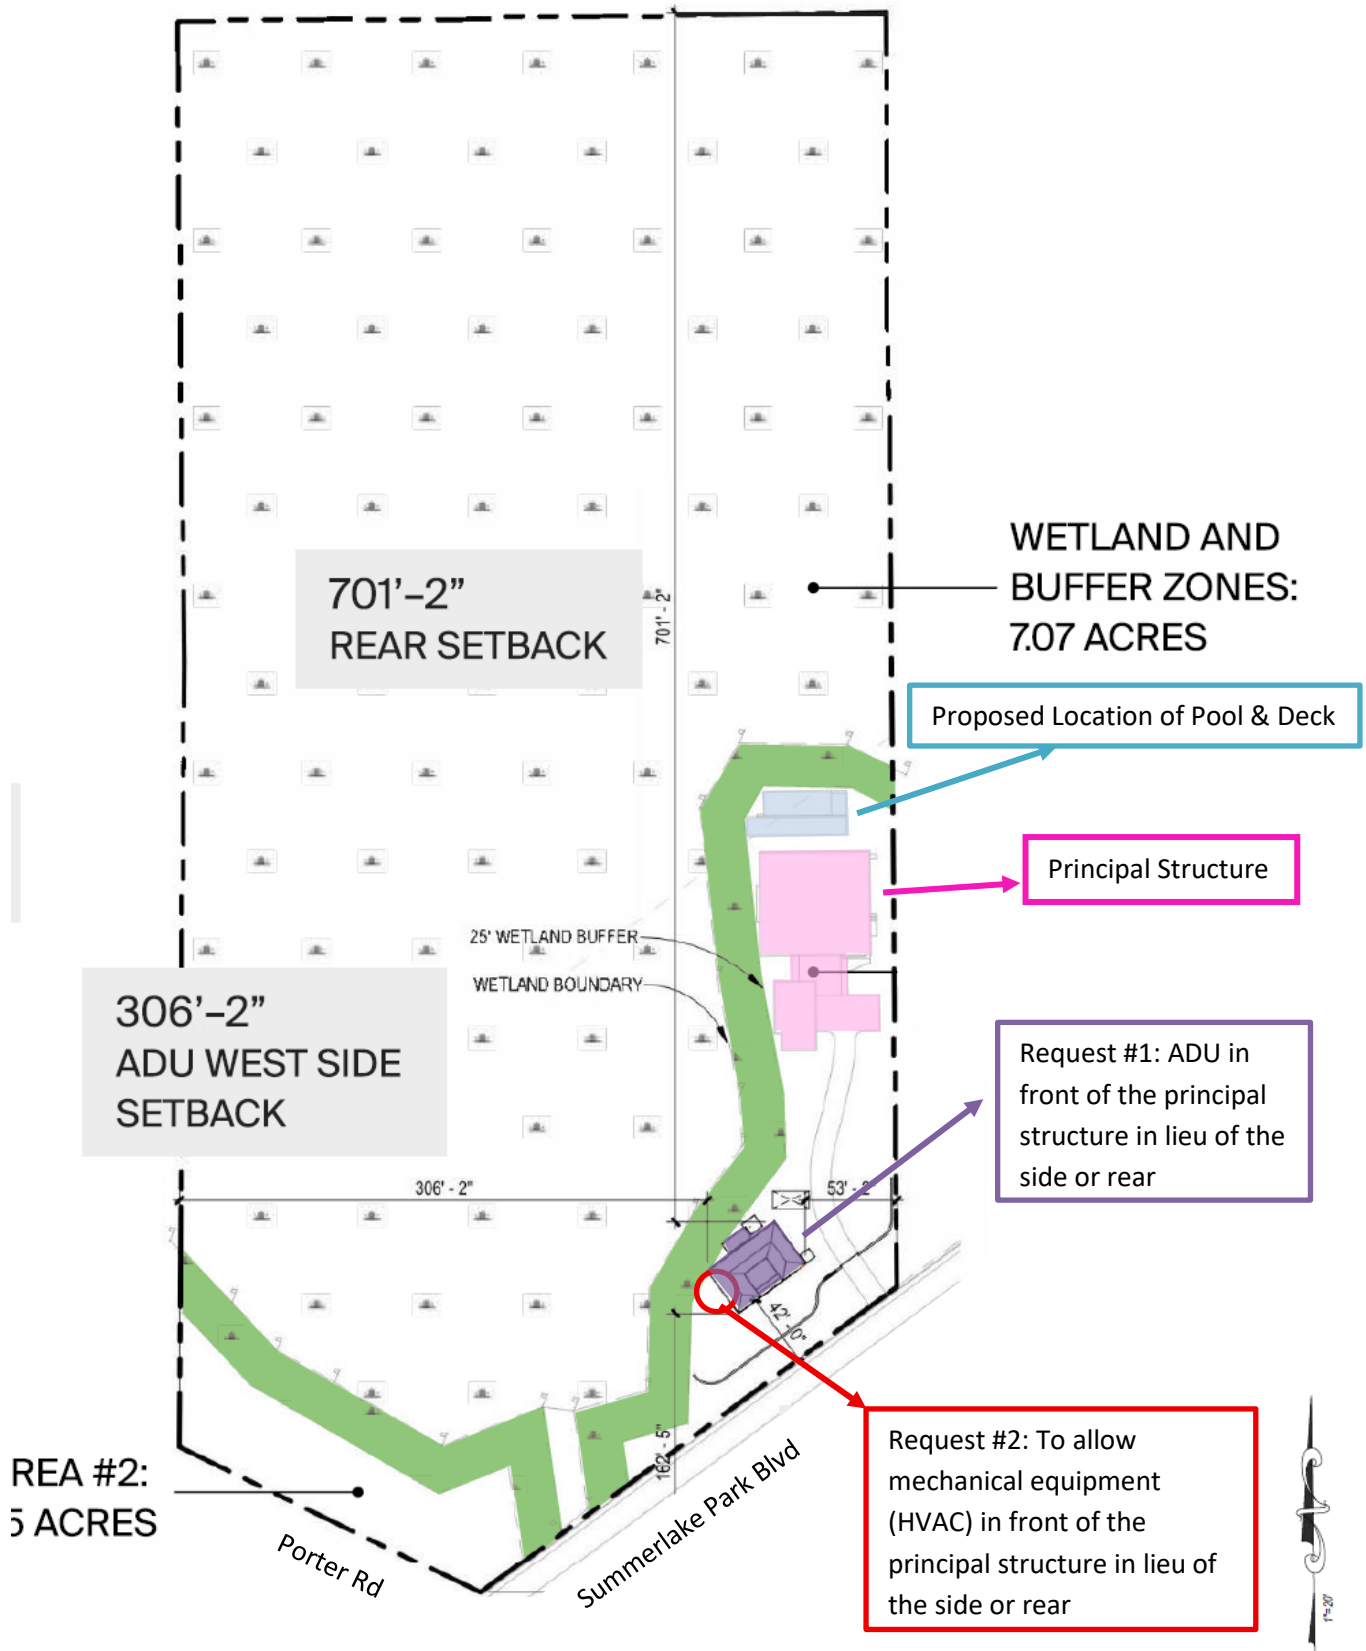 701'–2"
REAR SETBACK
701' - 2"
WETLAND AND
BUFFER ZONES:
7.07 ACRES
Proposed Location of Pool & Deck
Principal Structure
25' WETLAND BUFFER
WETLAND BOUNDARY
306'–2"
ADU WEST SIDE
SETBACK
Request #1: ADU in
front of the principal
structure in lieu of the
side or rear
306' - 2"
53' - 2
42' - 0"
162' - 5"
REA #2:
5 ACRES
Porter Rd
Summerlake Park Blvd
Request #2: To allow
mechanical equipment
(HVAC) in front of the
principal structure in lieu of
the side or rear
1"=20'